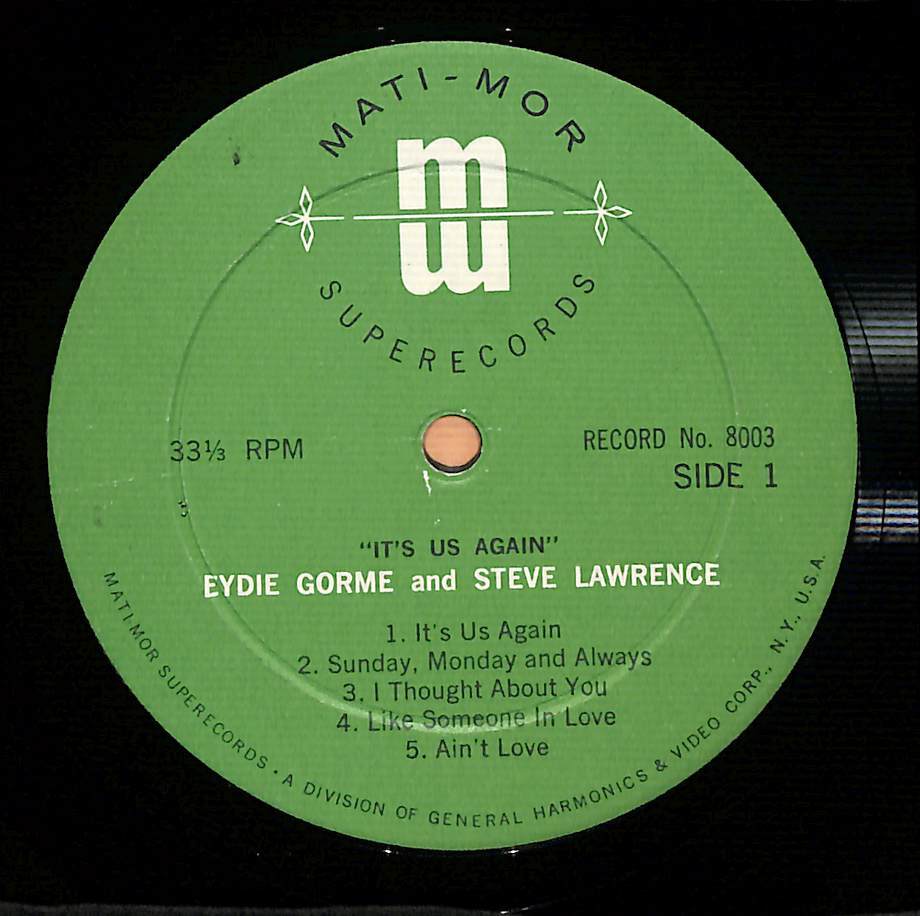 MATI-MOR
m
m
SUPERECORDS
33⅓ RPM
RECORD No. 8003
SIDE 1
"IT'S US AGAIN"
EYDIE GORME and STEVE LAWRENCE
1. It's Us Again
2. Sunday, Monday and Always
3. I Thought About You
4. Like Someone In Love
5. Ain't Love
MATI-MOR SUPERECORDS • A DIVISION OF GENERAL HARMONICS & VIDEO CORP., N.Y., U.S.A.